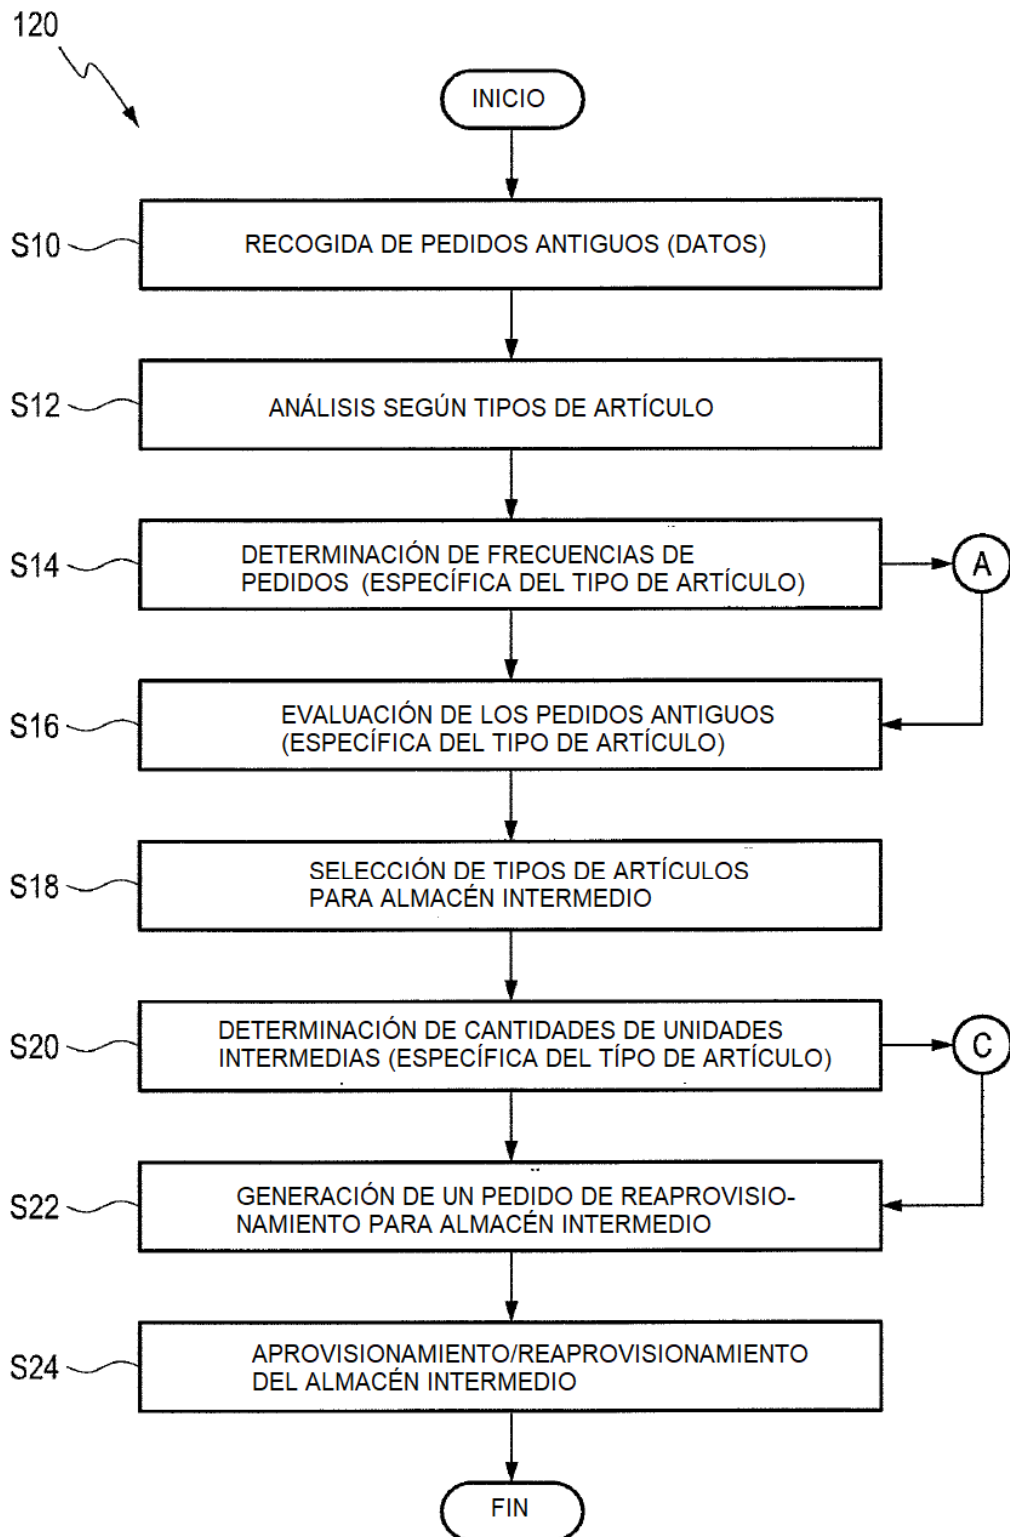 120
INICIO
S10
RECOGIDA DE PEDIDOS ANTIGUOS (DATOS)
S12
ANÁLISIS SEGÚN TIPOS DE ARTÍCULO
S14
DETERMINACIÓN DE FRECUENCIAS DE
PEDIDOS (ESPECÍFICA DEL TIPO DE ARTÍCULO)
A
S16
EVALUACIÓN DE LOS PEDIDOS ANTIGUOS
(ESPECÍFICA DEL TIPO DE ARTÍCULO)
S18
SELECCIÓN DE TIPOS DE ARTÍCULOS
PARA ALMACÉN INTERMEDIO
S20
DETERMINACIÓN DE CANTIDADES DE UNIDADES
INTERMEDIAS (ESPECÍFICA DEL TÍPO DE ARTÍCULO)
C
S22
GENERACIÓN DE UN PEDIDO DE REAPROVISIO-
NAMIENTO PARA ALMACÉN INTERMEDIO
S24
APROVISIONAMIENTO/REAPROVISIONAMIENTO
DEL ALMACÉN INTERMEDIO
FIN